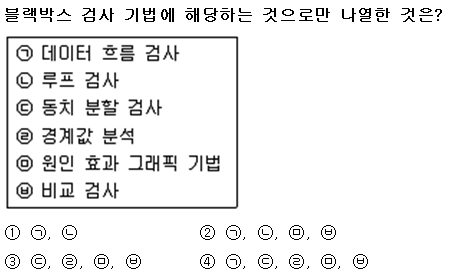 블랙박스 검사 기법에 해당하는 것으로만 나열한 것은?
㉠ 데이터 흐름 검사
㉡ 루프 검사
㉢ 동치 분할 검사
㉣ 경계값 분석
㉤ 원인 효과 그래픽 기법
㉥ 비교 검사
① ㉠, ㉡ ② ㉠, ㉡, ㉤, ㉥
③ ㉢, ㉣, ㉤, ㉥ ④ ㉠, ㉢, ㉣, ㉤, ㉥